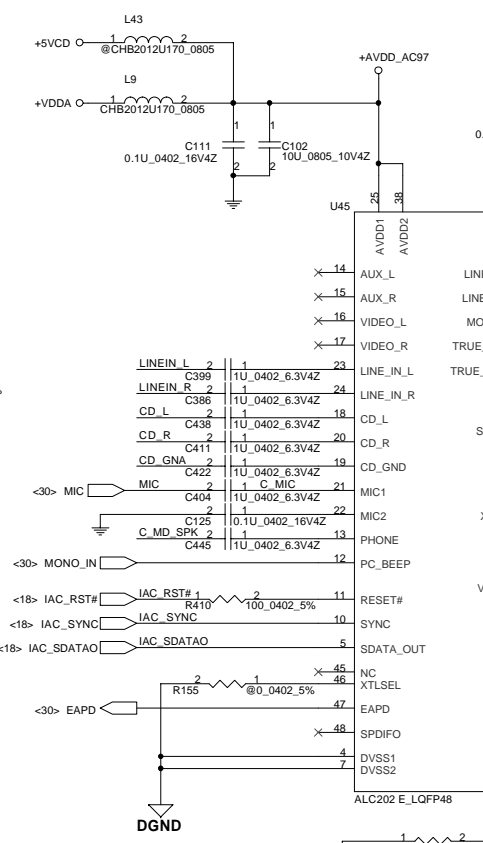 L43
+5VCD 1 2
@CHB2012U170_0805
+AVDD_AC97
L9
+VDDA 1 2
CHB2012U170_0805
1 1
C111 C102
0.1U_0402_16V4Z 10U_0805_10V4Z
2 2
0.
U45
25 38
AVDD1 AVDD2
14 AUX_L
15 AUX_R
16 VIDEO_L
17 VIDEO_R
LINEIN_L 2 1 23 LINE_IN_L
C399 1U_0402_6.3V4Z
LINEIN_R 2 1 24 LINE_IN_R
C386 1U_0402_6.3V4Z
CD_L 2 1 18 CD_L
C438 1U_0402_6.3V4Z
CD_R 2 1 20 CD_R
C411 1U_0402_6.3V4Z
CD_GNA 2 1 19 CD_GND
C422 1U_0402_6.3V4Z
<30> MIC MIC 2 1 C_MIC 21 MIC1
C404 1U_0402_6.3V4Z
2 1 22 MIC2
C125 0.1U_0402_16V4Z
C_MD_SPK 2 1 13 PHONE
C445 1U_0402_6.3V4Z
<30> MONO_IN 12 PC_BEEP
<18> IAC_RST# IAC_RST# 1 2 11 RESET#
R410 100_0402_5%
<18> IAC_SYNC IAC_SYNC 10 SYNC
<18> IAC_SDATAO IAC_SDATAO 5 SDATA_OUT
45 NC
2 1 46 XTLSEL
R155 @0_0402_5%
<30> EAPD 47 EAPD
48 SPDIFO
4 DVSS1
7 DVSS2
ALC202 E_LQFP48
DGND
1 2
LINE
LINE
MO
TRUE_
TRUE_
S
X
V